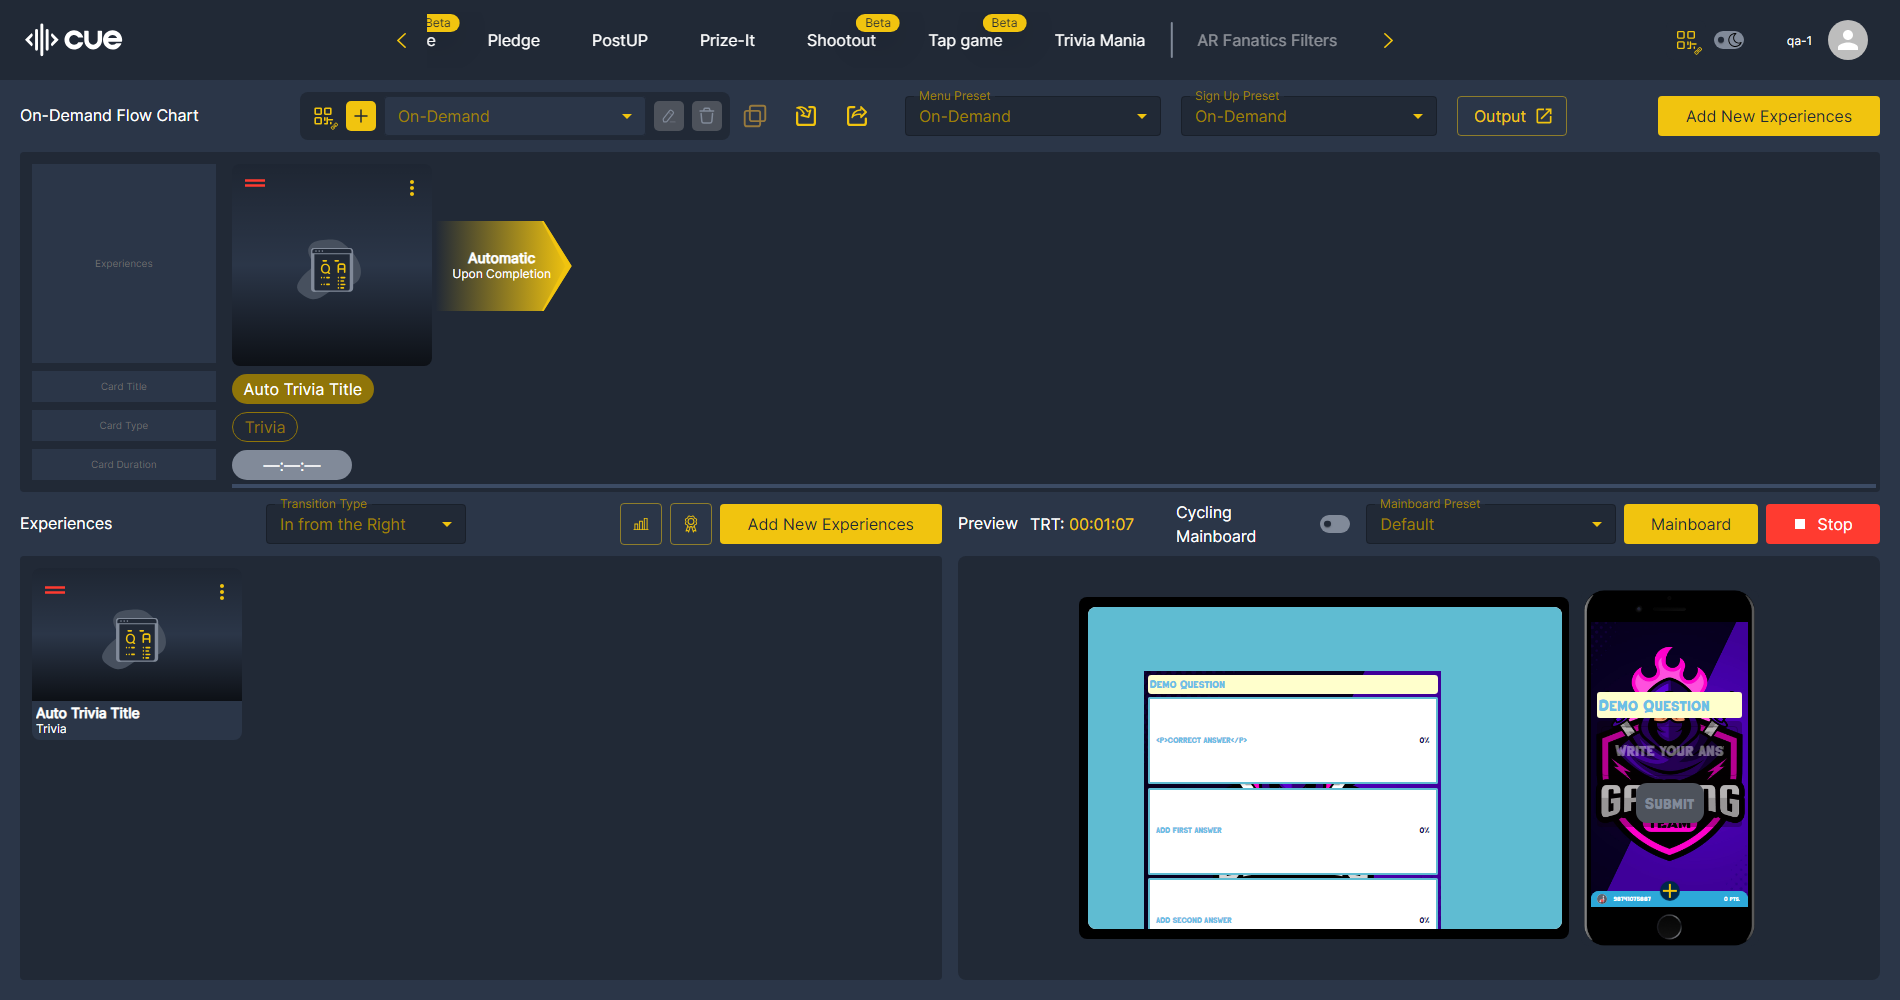 cue
Beta
e
Pledge
PostUP
Prize-It
Beta
Shootout
Beta
Tap game
Trivia Mania
AR Fanatics Filters
qa-1
On-Demand Flow Chart
On-Demand
Menu Preset
On-Demand
Sign Up Preset
On-Demand
Output
Add New Experiences
Experiences
Automatic
Upon Completion
Card Title
Auto Trivia Title
Card Type
Trivia
Card Duration
—:—:—
Experiences
Transition Type
In from the Right
Add New Experiences
Preview
TRT: 00:01:07
Cycling
Mainboard
Mainboard Preset
Default
Mainboard
Stop
Q A
Auto Trivia Title
Trivia
Demo Question
<P>CORRECT ANSWER</P>
0%
ADD FIRST ANSWER
0%
ADD SECOND ANSWER
0%
Demo Question
WRITE YOUR ANS
SUBMIT
TEAM
0 PTS.